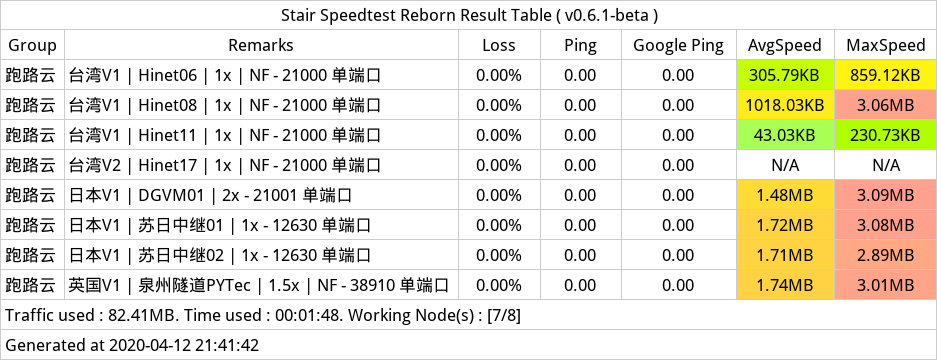 Stair Speedtest Reborn Result Table ( v0.6.1-beta )
Group Remarks Loss Ping Google Ping AvgSpeed MaxSpeed
跑路云 台湾V1 | Hinet06 | 1x | NF - 21000 单端口 0.00% 0.00 0.00 305.79KB 859.12KB
跑路云 台湾V1 | Hinet08 | 1x | NF - 21000 单端口 0.00% 0.00 0.00 1018.03KB 3.06MB
跑路云 台湾V1 | Hinet11 | 1x | NF - 21000 单端口 0.00% 0.00 0.00 43.03KB 230.73KB
跑路云 台湾V2 | Hinet17 | 1x | NF - 21000 单端口 0.00% 0.00 0.00 N/A N/A
跑路云 日本V1 | DGVM01 | 2x - 21001 单端口 0.00% 0.00 0.00 1.48MB 3.09MB
跑路云 日本V1 | 苏日中继01 | 1x - 12630 单端口 0.00% 0.00 0.00 1.72MB 3.08MB
跑路云 日本V1 | 苏日中继02 | 1x - 12630 单端口 0.00% 0.00 0.00 1.71MB 2.89MB
跑路云 英国V1 | 泉州隧道PYTec | 1.5x | NF - 38910 单端口 0.00% 0.00 0.00 1.74MB 3.01MB
Traffic used : 82.41MB. Time used : 00:01:48. Working Node(s) : [7/8]
Generated at 2020-04-12 21:41:42